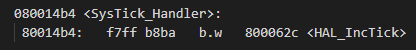 080014b4 <SysTick_Handler>:
80014b4: f7ff b8ba b.w 800062c <HAL_IncTick>